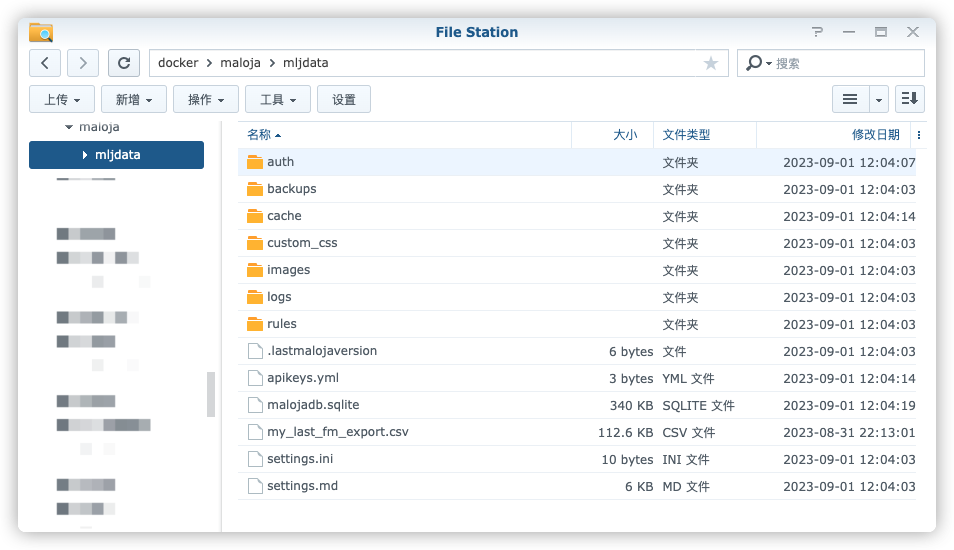 File Station
docker maloja mljdata 搜索
上传 新增 操作 工具 设置
maloja
mljdata
名称 大小 文件类型 修改日期
auth 文件夹 2023-09-01 12:04:07
backups 文件夹 2023-09-01 12:04:03
cache 文件夹 2023-09-01 12:04:14
custom_css 文件夹 2023-09-01 12:04:03
images 文件夹 2023-09-01 12:04:03
logs 文件夹 2023-09-01 12:04:03
rules 文件夹 2023-09-01 12:04:03
.lastmalojaversion 6 bytes 文件 2023-09-01 12:04:03
apikeys.yml 3 bytes YML 文件 2023-09-01 12:04:14
malojadb.sqlite 340 KB SQLITE 文件 2023-09-01 12:04:19
my_last_fm_export.csv 112.6 KB CSV 文件 2023-08-31 22:13:01
settings.ini 10 bytes INI 文件 2023-09-01 12:04:03
settings.md 6 KB MD 文件 2023-09-01 12:04:03